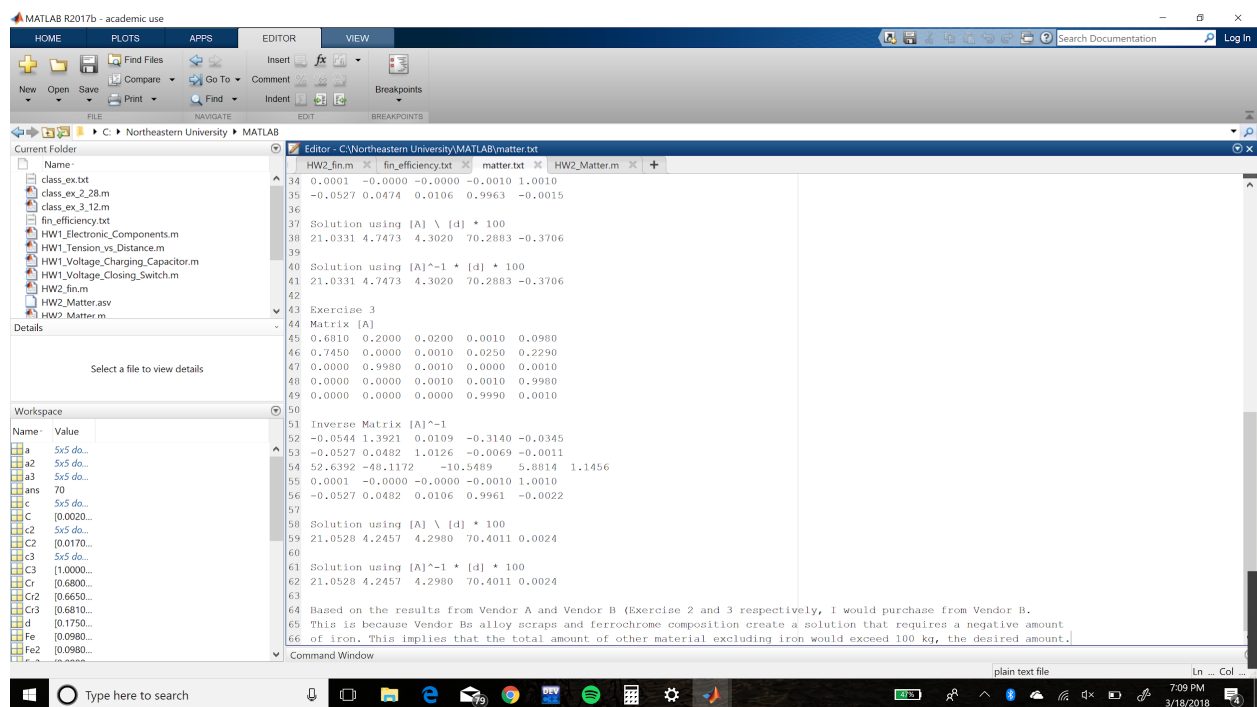 MATLAB R2017b - academic use
HOME PLOTS APPS EDITOR VIEW
Search Documentation
Log In
New Open Save
Find Files
Compare
Print
Go To
Find
Insert
Comment
Indent
Breakpoints
FILE NAVIGATE EDIT BREAKPOINTS
C: Northeastern University MATLAB
Current Folder
Name
class_ex.txt
class_ex_2_28.m
class_ex_3_12.m
fin_efficiency.txt
HW1_Electronic_Components.m
HW1_Tension_vs_Distance.m
HW1_Voltage_Charging_Capacitor.m
HW1_Voltage_Closing_Switch.m
HW2_fin.m
HW2_Matter.asv
HW2_Matter.m
Details
Select a file to view details
Workspace
Name Value
a 5x5 do...
a2 5x5 do...
a3 5x5 do...
ans 70
c 5x5 do...
C [0.0020...
c2 5x5 do...
C2 [0.0170...
c3 5x5 do...
C3 [1.0000...
Cr [0.6800...
Cr2 [0.6650...
Cr3 [0.6810...
d [0.1750...
Fe [0.0980...
Fe2 [0.0980...
Editor - C:\Northeastern University\MATLAB\matter.txt
HW2_fin.m fin_efficiency.txt matter.txt HW2_Matter.m
34 0.0001 -0.0000 -0.0000 -0.0010 1.0010
35 -0.0527 0.0474 0.0106 0.9963 -0.0015
36
37 Solution using [A] \ [d] * 100
38 21.0331 4.7473 4.3020 70.2883 -0.3706
39
40 Solution using [A]^-1 * [d] * 100
41 21.0331 4.7473 4.3020 70.2883 -0.3706
42
43 Exercise 3
44 Matrix [A]
45 0.6810 0.2000 0.0200 0.0010 0.0980
46 0.7450 0.0000 0.0010 0.0250 0.2290
47 0.0000 0.9980 0.0010 0.0000 0.0010
48 0.0000 0.0000 0.0010 0.0010 0.9980
49 0.0000 0.0000 0.0000 0.9990 0.0010
50
51 Inverse Matrix [A]^-1
52 -0.0544 1.3921 0.0109 -0.3140 -0.0345
53 -0.0527 0.0482 1.0126 -0.0069 -0.0011
54 52.6392 -48.1172 -10.5489 5.8814 1.1456
55 0.0001 -0.0000 -0.0000 -0.0010 1.0010
56 -0.0527 0.0482 0.0106 0.9961 -0.0022
57
58 Solution using [A] \ [d] * 100
59 21.0528 4.2457 4.2980 70.4011 0.0024
60
61 Solution using [A]^-1 * [d] * 100
62 21.0528 4.2457 4.2980 70.4011 0.0024
63
64 Based on the results from Vendor A and Vendor B (Exercise 2 and 3 respectively, I would purchase from Vendor B.
65 This is because Vendor Bs alloy scraps and ferrochrome composition create a solution that requires a negative amount
66 of iron. This implies that the total amount of other material excluding iron would exceed 100 kg, the desired amount.
Command Window
plain text file
Ln ... Col ...
Type here to search
79
DEV
47%
7:09 PM
3/18/2018
4